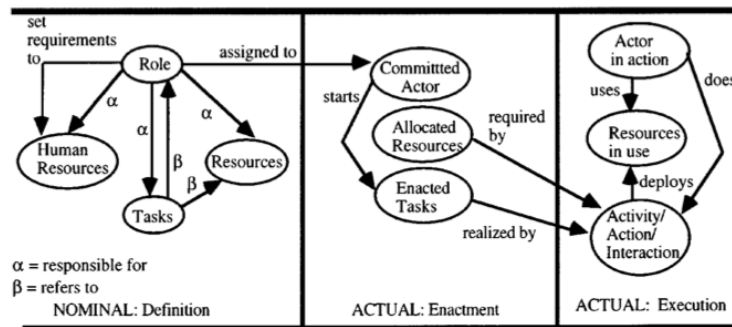 set
requirements
to
Role
α
α
α
β
β
Human
Resources
Resources
Tasks
α = responsible for
β = refers to
NOMINAL: Definition
assigned to
Committted
Actor
starts
Allocated
Resources
required
by
Enacted
Tasks
realized by
ACTUAL: Enactment
Actor
in action
uses
does
Resources
in use
deploys
Activity/
Action/
Interaction
ACTUAL: Execution